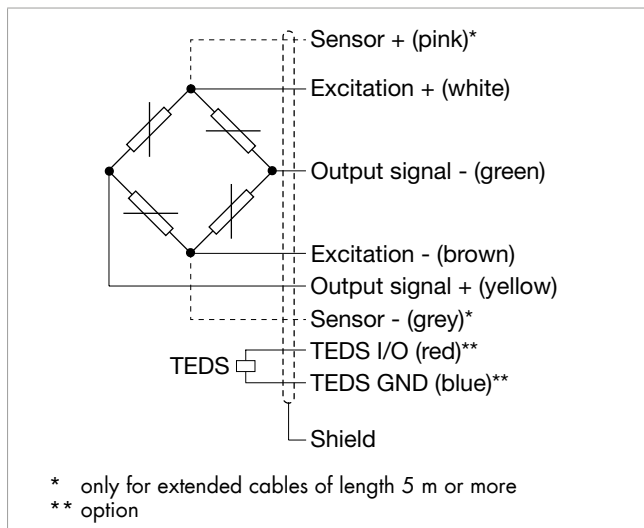 Sensor + (pink)*
Excitation + (white)
Output signal - (green)
Excitation - (brown)
Output signal + (yellow)
Sensor - (grey)*
TEDS I/O (red)**
TEDS
TEDS GND (blue)**
Shield
* only for extended cables of length 5 m or more
** option